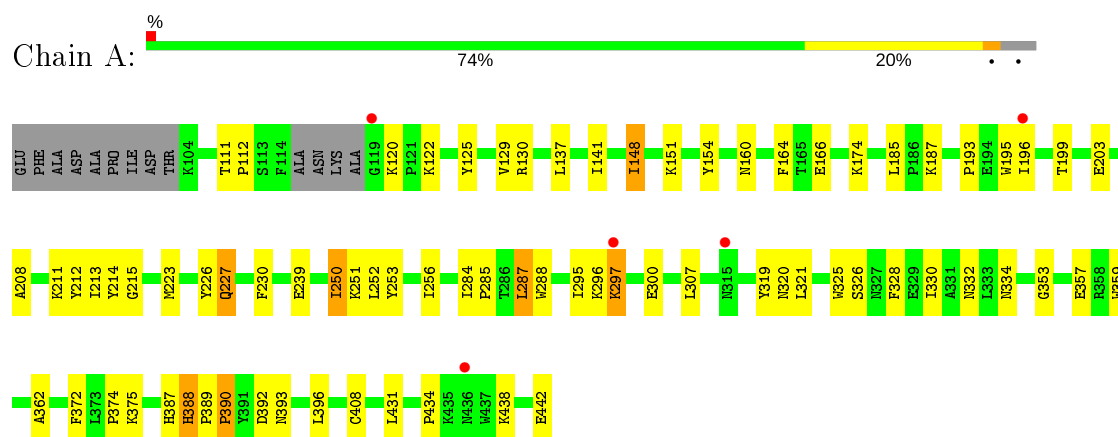 %
Chain A:
74% 20% • •
GLU PHE ALA ASP ALA PRO ILE ASP THR K104 T111 P112 S113 F114 ALA ASN LYS ALA G119 K120 P121 K122 Y125 V129 R130 L137 I141 I148 K151 Y154 N160 F164 T165 E166 K174 L185 P186 K187 P193 E194 W195 I196 T199 E203
A208 K211 Y212 I213 Y214 G215 M223 Y226 Q227 F230 E239 I250 K251 L252 Y253 I256 I284 P285 T286 L287 W288 I295 K296 K297 E300 L307 N315 Y319 N320 L321 W325 S326 N327 F328 E329 I330 A331 N332 L333 N334 G353 E357 R358 W359
A362 F372 L373 P374 K375 H387 H388 P389 P390 Y391 D392 N393 L396 C408 L431 P434 K435 N436 W437 K438 E442